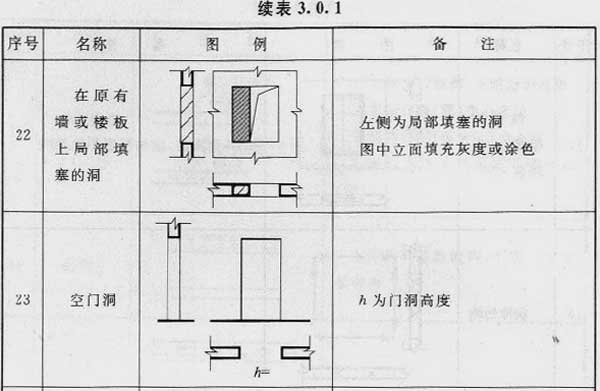 续表 3.0.1
序号 名称 图例 备注
22
在原有
墙或楼板
上局部填
塞的洞
左侧为局部填塞的洞
图中立面填充灰度或涂色
23
空门洞
h=
h 为门洞高度